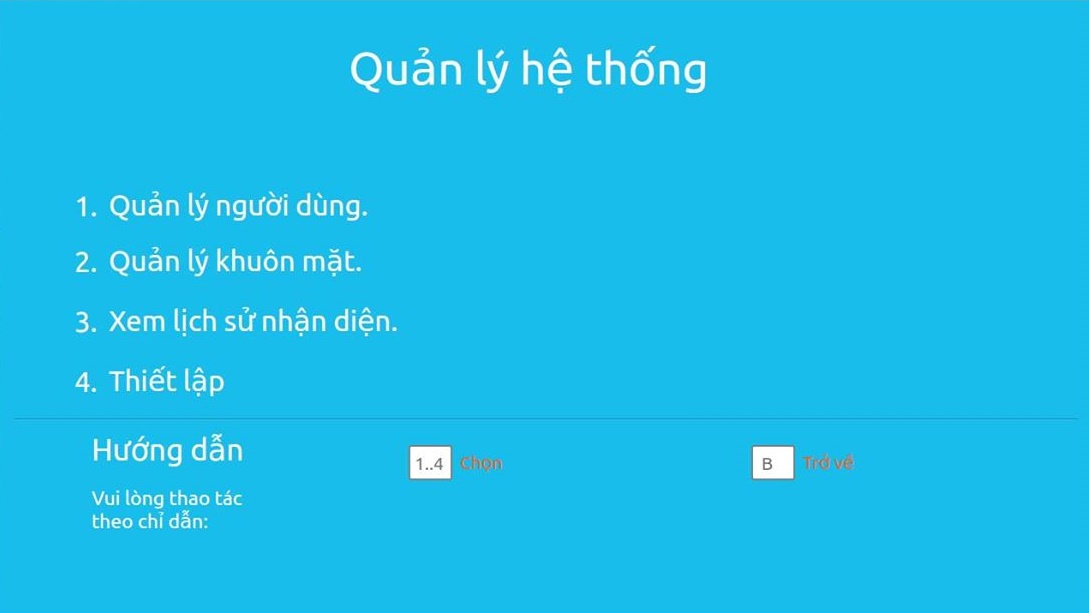 Quản lý hệ thống
1. Quản lý người dùng.
2. Quản lý khuôn mặt.
3. Xem lịch sử nhận diện.
4. Thiết lập
Hướng dẫn
1..4 Chọn
B Trở về
Vui lòng thao tác
theo chỉ dẫn: